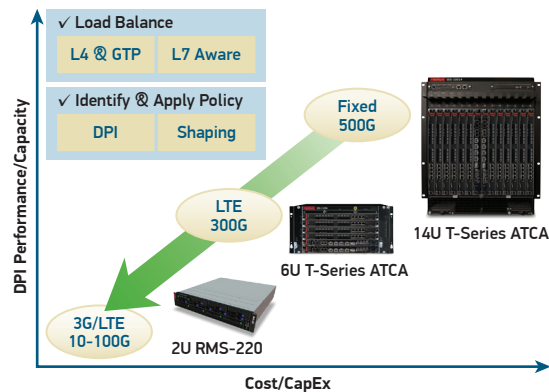 ✓ Load Balance
L4 & GTP
L7 Aware
✓ Identify & Apply Policy
DPI
Shaping
Fixed
500G
LTE
300G
14U T-Series ATCA
6U T-Series ATCA
3G/LTE
10-100G
2U RMS-220
DPI Performance/Capacity
Cost/CapEx